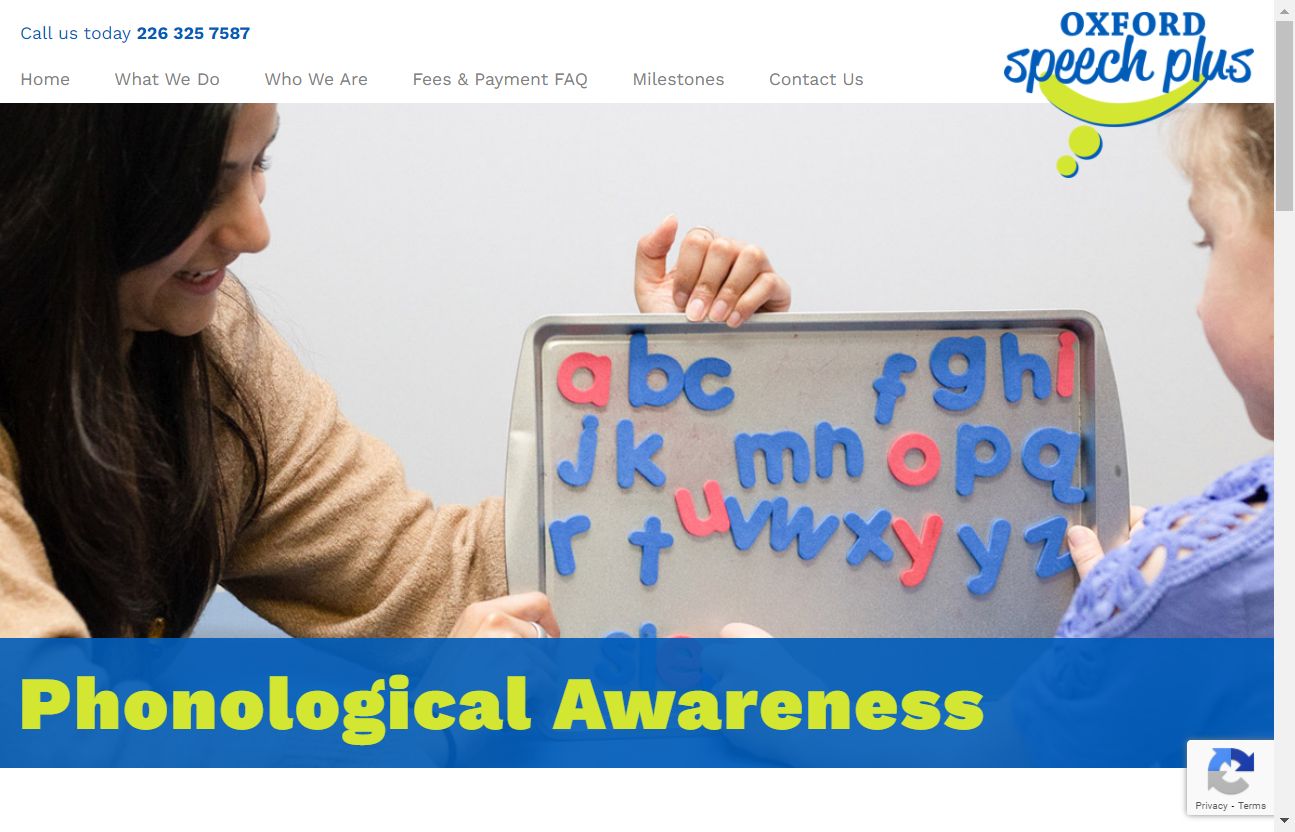 Call us today 226 325 7587
Home What We Do Who We Are Fees & Payment FAQ Milestones Contact Us
OXFORD
speech plus
a b c f g h i
j k m n o p q
r t u v w x y y z
s l e
Phonological Awareness
Privacy - Terms